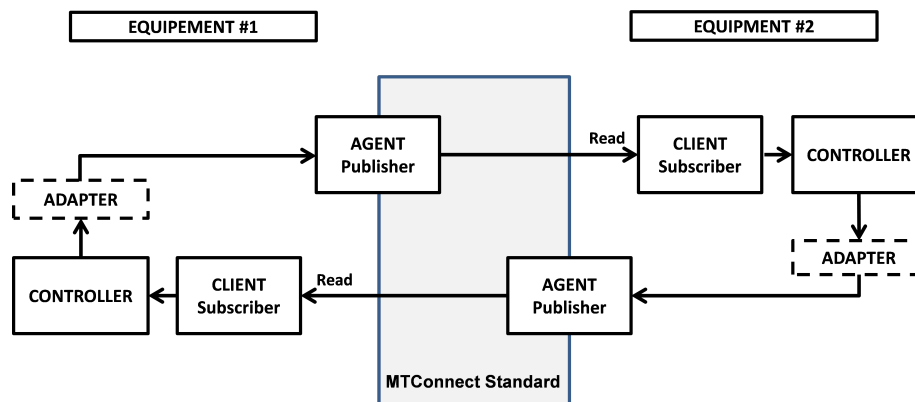 EQUIPEMENT #1
EQUIPMENT #2
AGENT
Publisher
Read
CLIENT
Subscriber
CONTROLLER
ADAPTER
ADAPTER
CONTROLLER
CLIENT
Subscriber
Read
AGENT
Publisher
MTConnect Standard